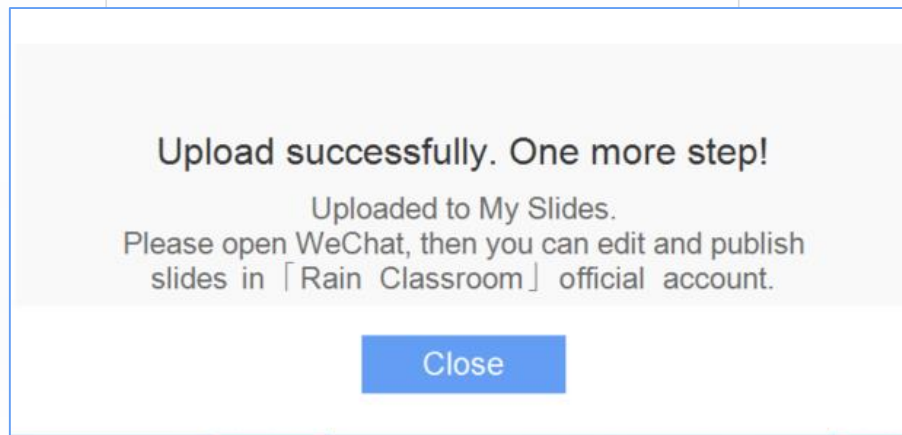 Upload successfully. One more step!
Uploaded to My Slides.
Please open WeChat, then you can edit and publish
slides in「Rain Classroom」official account.
Close